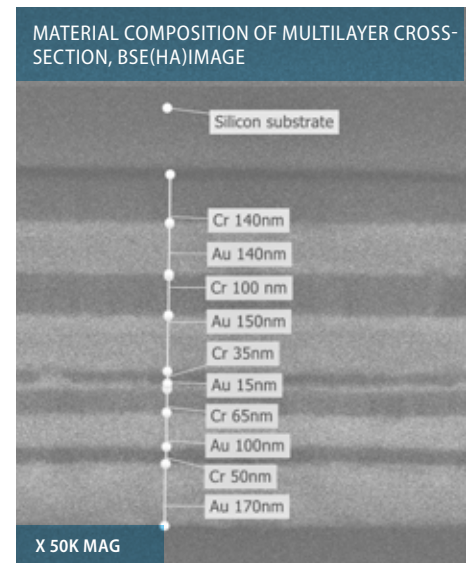 MATERIAL COMPOSITION OF MULTILAYER CROSS-
SECTION, BSE(HA)IMAGE
Silicon substrate
Cr 140nm
Au 140nm
Cr 100 nm
Au 150nm
Cr 35nm
Au 15nm
Cr 65nm
Au 100nm
Cr 50nm
Au 170nm
X 50K MAG